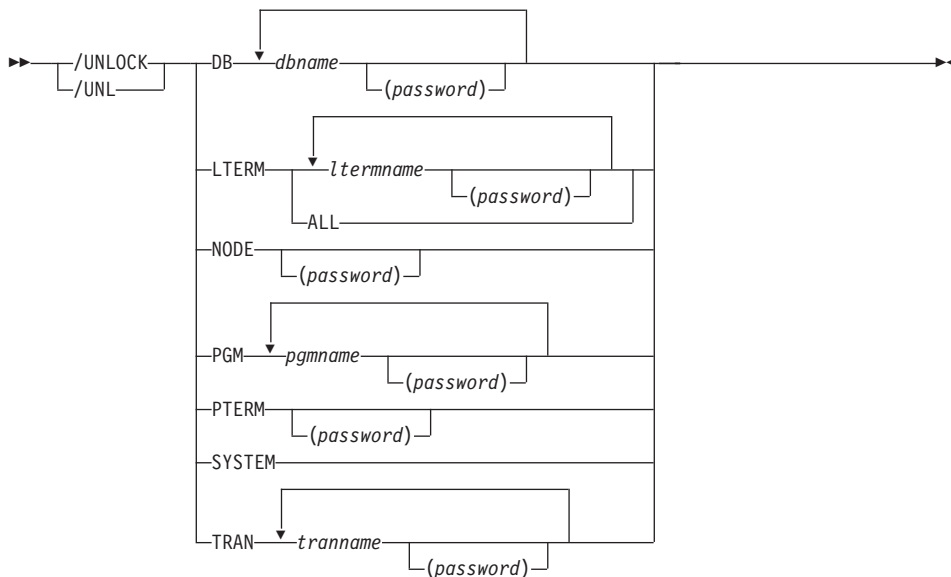 /UNLOCK DB dbname
/UNL (password)
LTERM ltermname
(password)
ALL
NODE
(password)
PGM pgmname
(password)
PTERM
(password)
SYSTEM
TRAN tranname
(password)